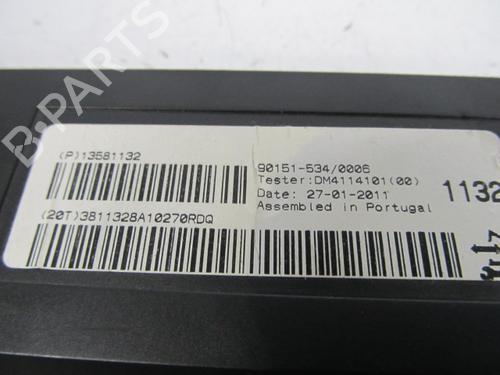 B-PARTS
(P)13581132
90151-534/0006
Tester:DM4114101(00)
Date: 27-01-2011
Assembled in Portugal
1132
(20T)3811328A10270RDQ